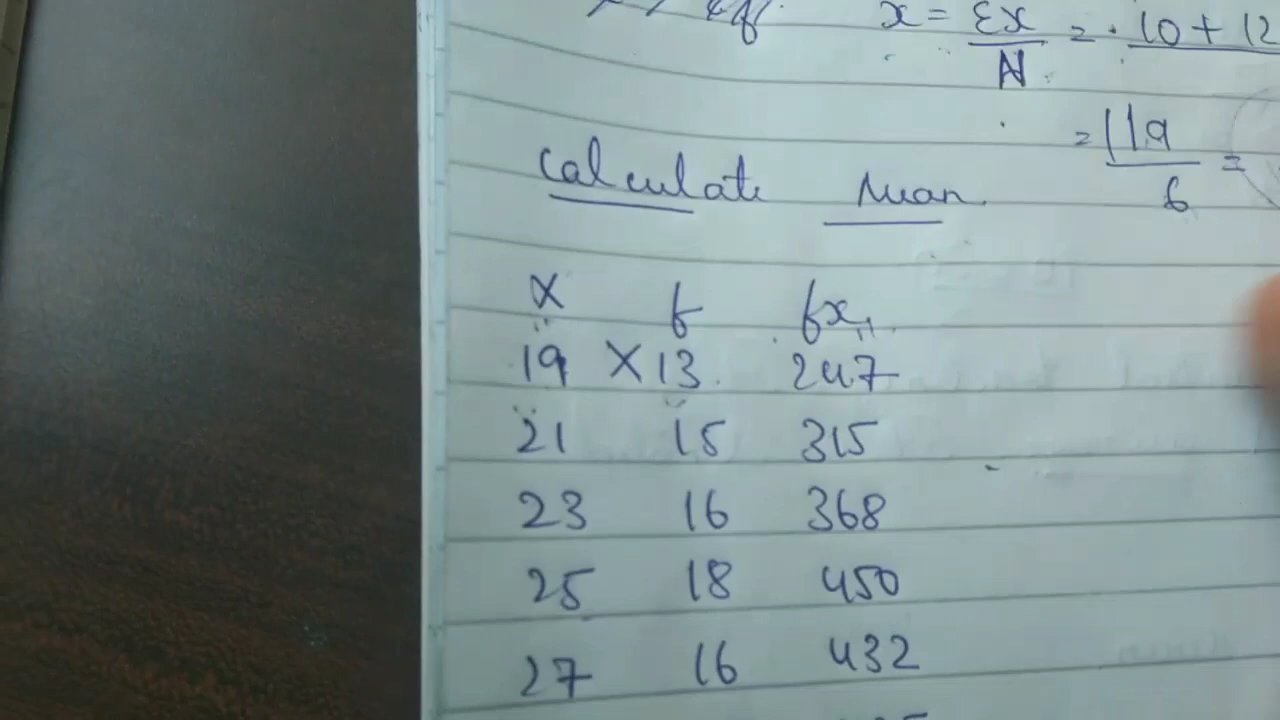 x = Σx / N = 10 + 12
= 119 / 6 =
Calculate Mean
X f fx
19 X 13 247
21 15 315
23 16 368
25 18 450
27 16 432